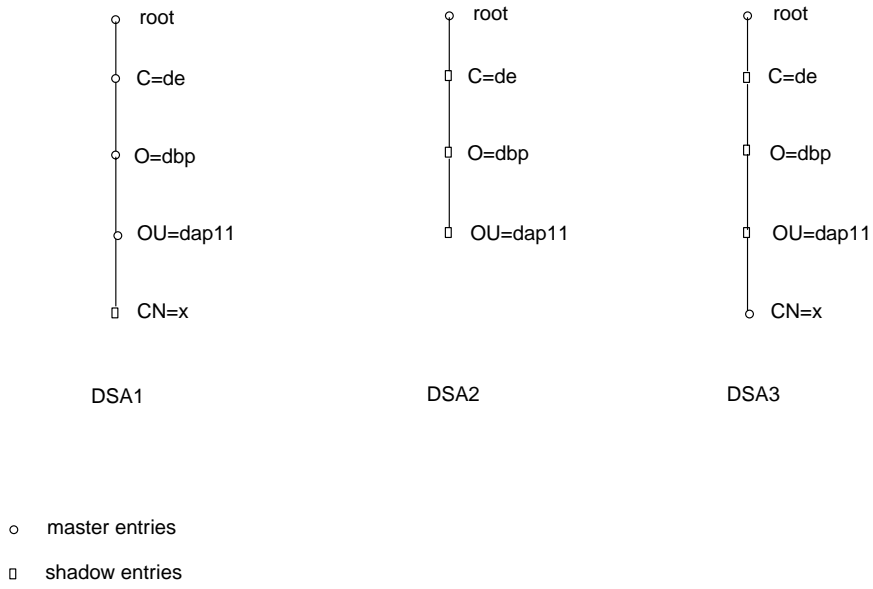 root
C=de
O=dbp
OU=dap11
CN=x
DSA1
root
C=de
O=dbp
OU=dap11
DSA2
root
C=de
O=dbp
OU=dap11
CN=x
DSA3
master entries
shadow entries